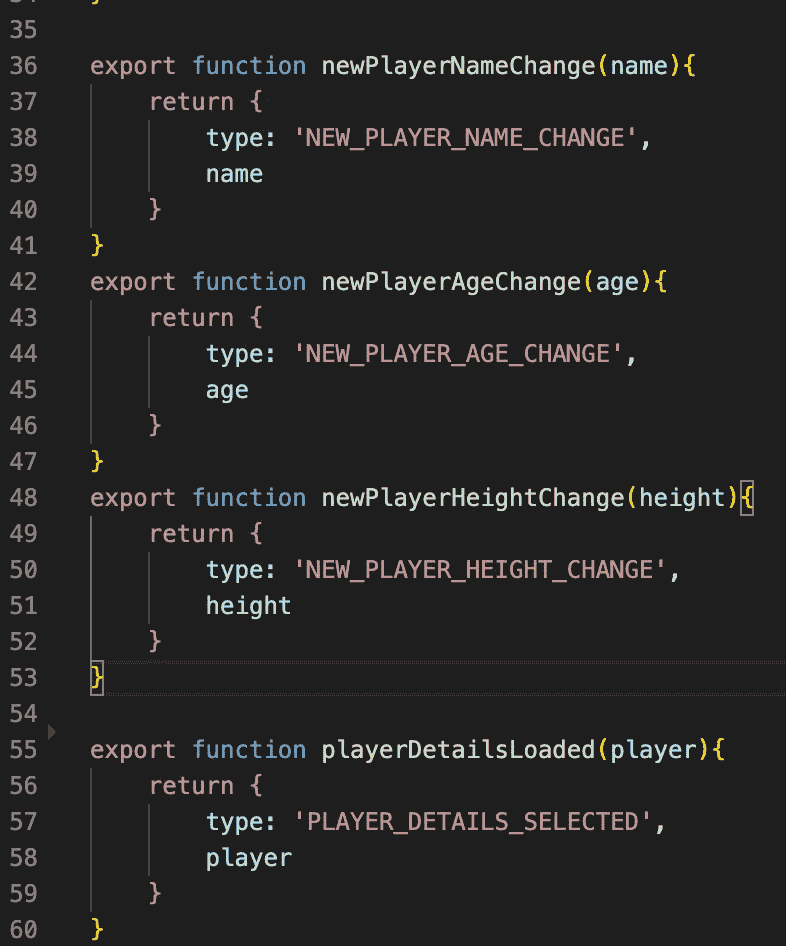 35
36 export function newPlayerNameChange(name){
37 return {
38 type: 'NEW_PLAYER_NAME_CHANGE',
39 name
40 }
41 }
42 export function newPlayerAgeChange(age){
43 return {
44 type: 'NEW_PLAYER_AGE_CHANGE',
45 age
46 }
47 }
48 export function newPlayerHeightChange(height){
49 return {
50 type: 'NEW_PLAYER_HEIGHT_CHANGE',
51 height
52 }
53 }
54
55 export function playerDetailsLoaded(player){
56 return {
57 type: 'PLAYER_DETAILS_SELECTED',
58 player
59 }
60 }